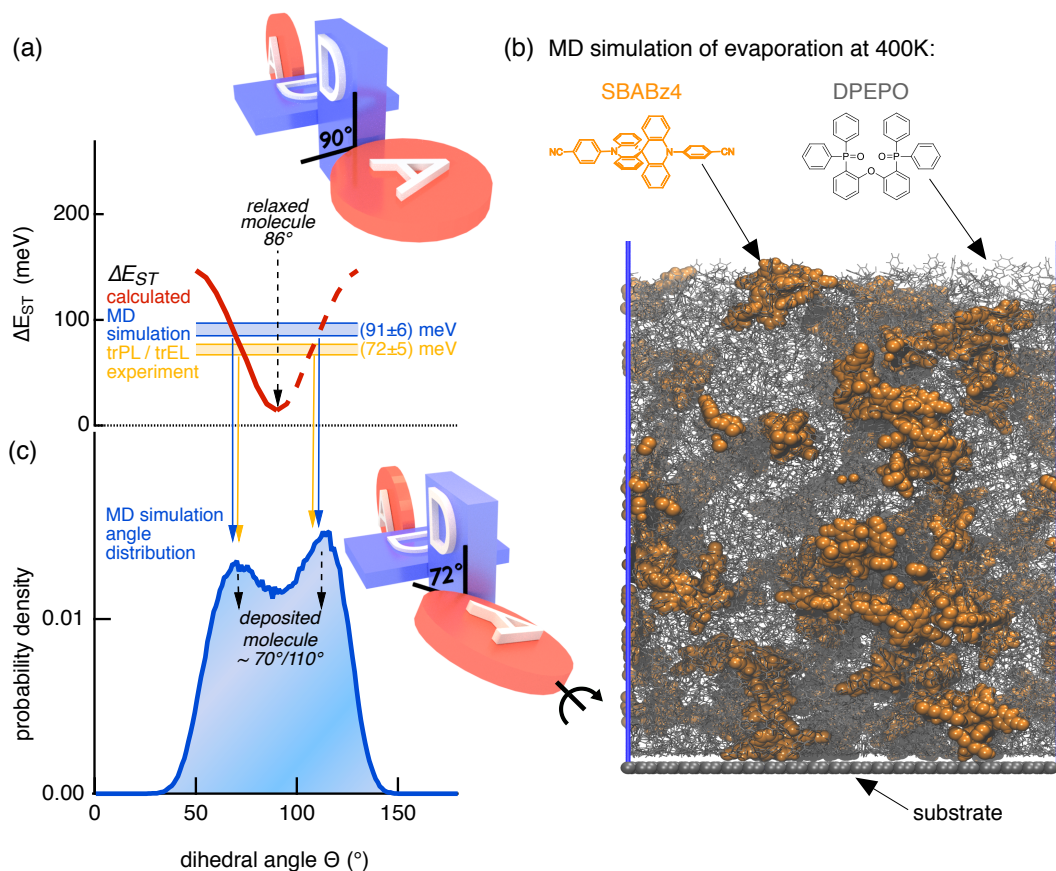 (a)
A
D
D
90°
A
relaxed
molecule
86°
200
100
0
ΔE_ST (meV)
ΔE_ST
calculated
MD
simulation
trPL / trEL
experiment
(91±6) meV
(72±5) meV
(b) MD simulation of evaporation at 400K:
SBABz4
DPEPO
NC
N
N
CN
P=O
O=P
O
substrate
(c)
MD simulation
angle
distribution
A
D
D
72°
A
deposited
molecule
~ 70°/110°
0.01
0.00
probability density
0
50
100
150
dihedral angle Θ (°)